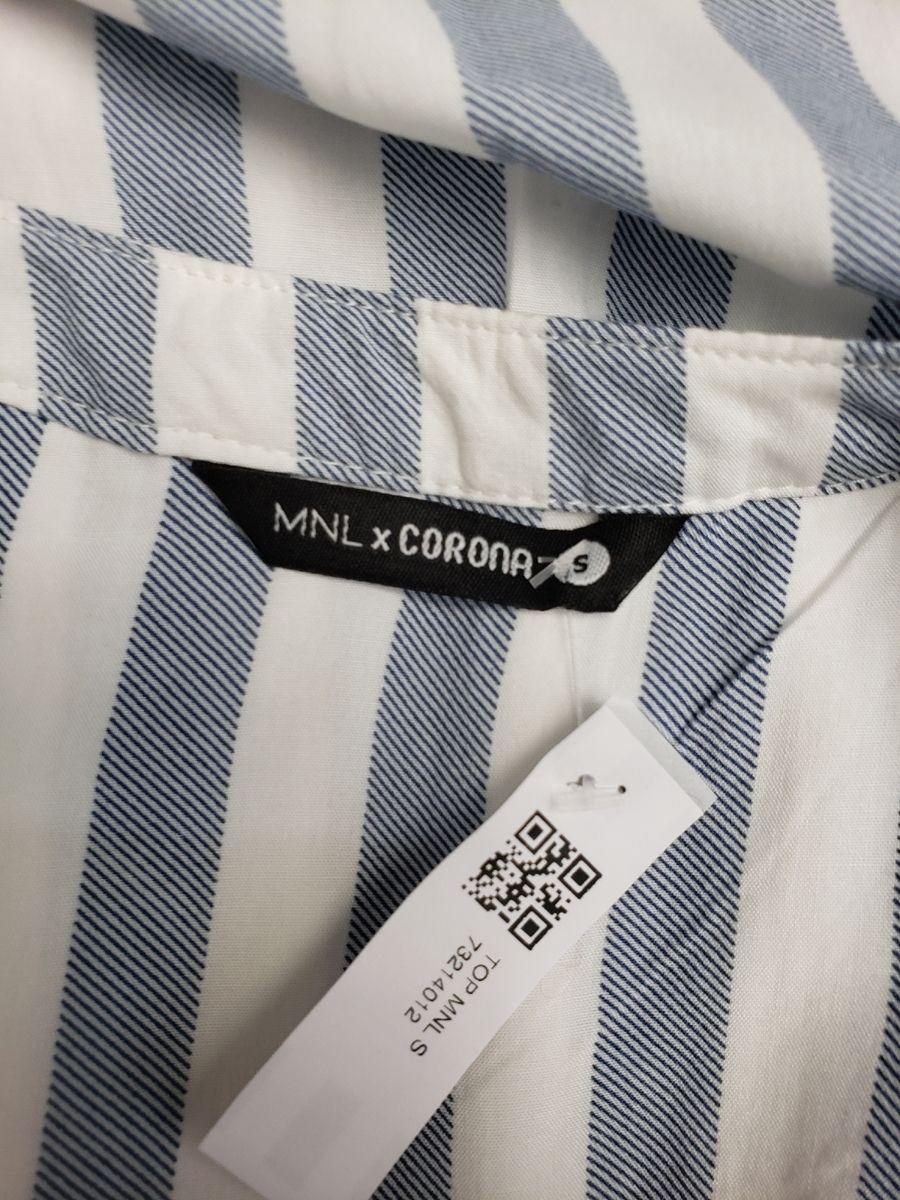 MNL x CORONA S
TOP MNL S
73214012